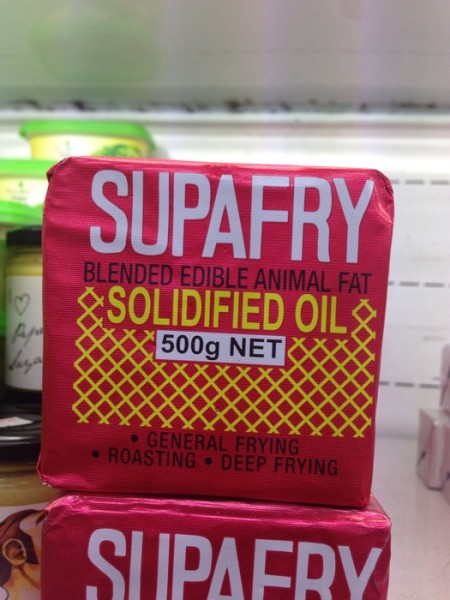 SUPAFRY
BLENDED EDIBLE ANIMAL FAT
SOLIDIFIED OIL
500g NET
• GENERAL FRYING
• ROASTING • DEEP FRYING
SUPAFRY